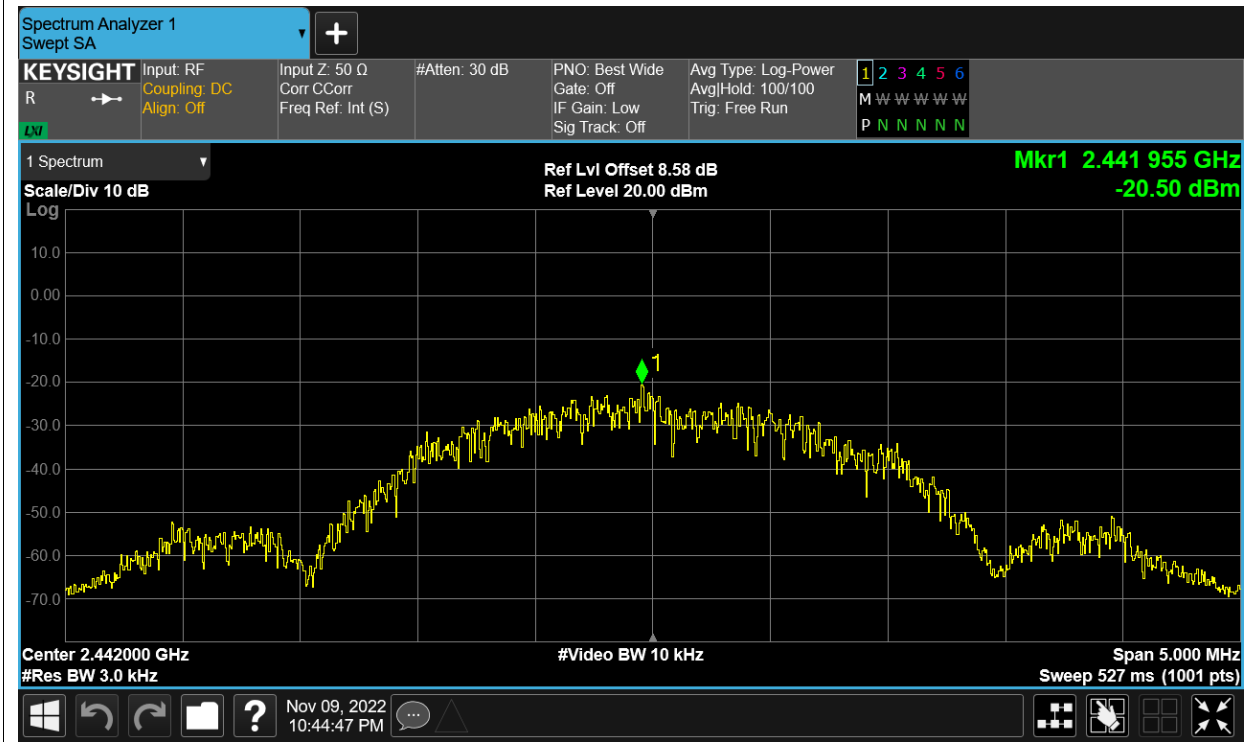 Spectrum Analyzer 1
Swept SA
KEYSIGHT
R
LXI
Input: RF
Coupling: DC
Align: Off
Input Z: 50 Ω
Corr CCorr
Freq Ref: Int (S)
#Atten: 30 dB
PNO: Best Wide
Gate: Off
IF Gain: Low
Sig Track: Off
Avg Type: Log-Power
Avg|Hold: 100/100
Trig: Free Run
1 2 3 4 5 6
M W W W W W
P N N N N N
1 Spectrum
Scale/Div 10 dB
Log
Ref Lvl Offset 8.58 dB
Ref Level 20.00 dBm
Mkr1 2.441 955 GHz
-20.50 dBm
10.0
0.00
-10.0
1
-20.0
-30.0
-40.0
-50.0
-60.0
-70.0
Center 2.442000 GHz
#Video BW 10 kHz
Span 5.000 MHz
#Res BW 3.0 kHz
Sweep 527 ms (1001 pts)
?
Nov 09, 2022
10:44:47 PM